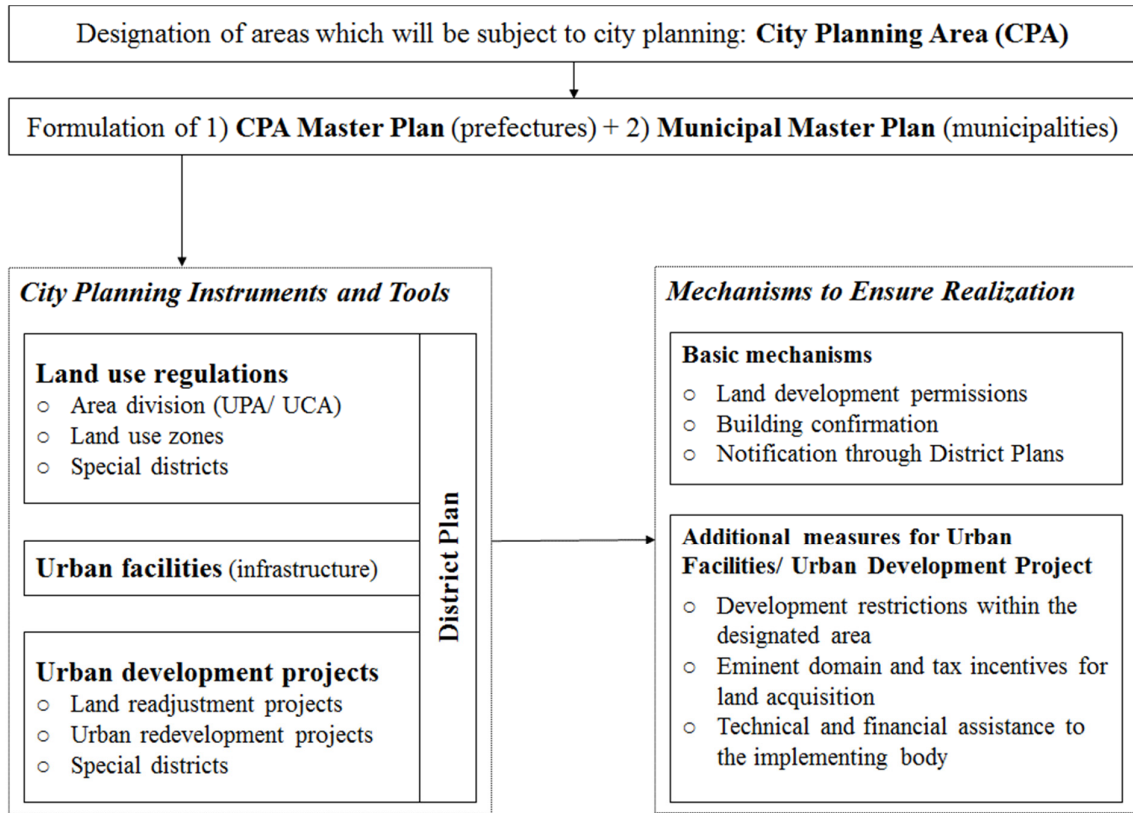 Designation of areas which will be subject to city planning: City Planning Area (CPA)
Formulation of 1) CPA Master Plan (prefectures) + 2) Municipal Master Plan (municipalities)
City Planning Instruments and Tools
Land use regulations
○ Area division (UPA/ UCA)
○ Land use zones
○ Special districts
Urban facilities (infrastructure)
Urban development projects
○ Land readjustment projects
○ Urban redevelopment projects
○ Special districts
District Plan
Mechanisms to Ensure Realization
Basic mechanisms
○ Land development permissions
○ Building confirmation
○ Notification through District Plans
Additional measures for Urban
Facilities/ Urban Development Project
○ Development restrictions within the
designated area
○ Eminent domain and tax incentives for
land acquisition
○ Technical and financial assistance to
the implementing body